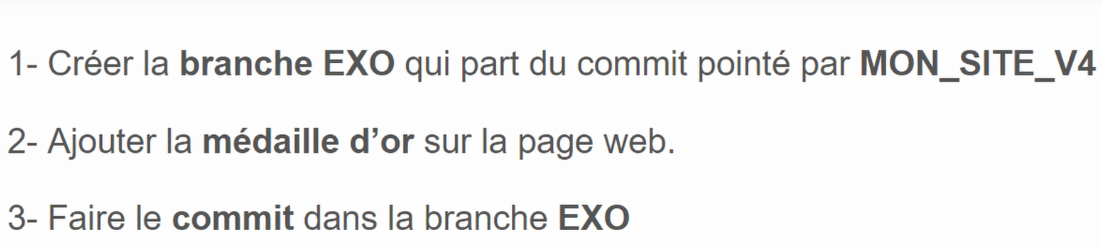 1- Créer la branche EXO qui part du commit pointé par MON_SITE_V4
2- Ajouter la médaille d’or sur la page web.
3- Faire le commit dans la branche EXO